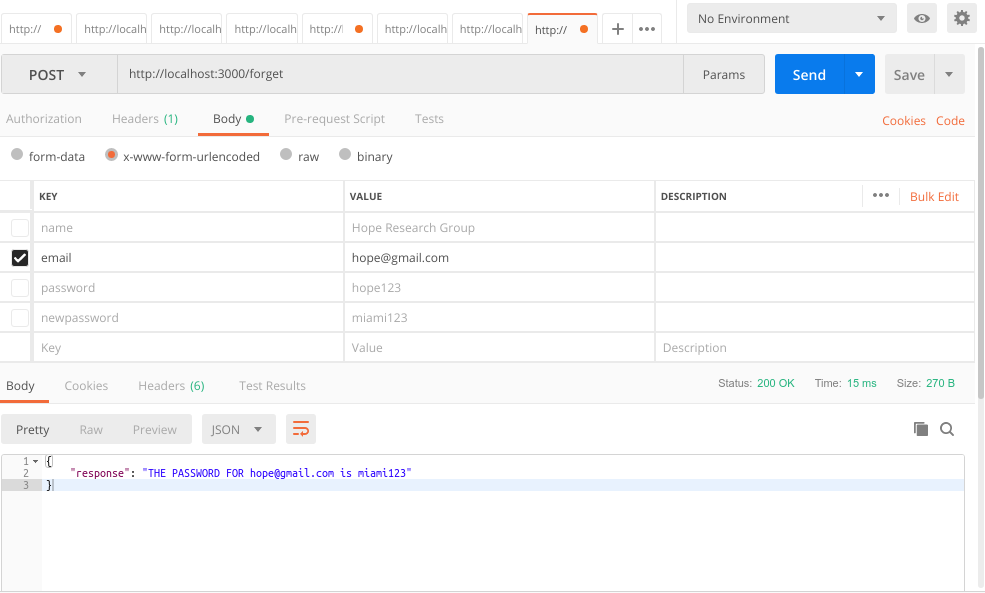 http:// http://localh http://localh http://localh http://l http://localh http://localh http:// + ••• No Environment
POST http://localhost:3000/forget Params Send Save
Authorization Headers (1) Body Pre-request Script Tests Cookies Code
form-data x-www-form-urlencoded raw binary
KEY VALUE DESCRIPTION ••• Bulk Edit
name Hope Research Group
email hope@gmail.com
password hope123
newpassword miami123
Key Value Description
Body Cookies Headers (6) Test Results Status: 200 OK Time: 15 ms Size: 270 B
Pretty Raw Preview JSON
1 {
2 "response": "THE PASSWORD FOR hope@gmail.com is miami123"
3 }